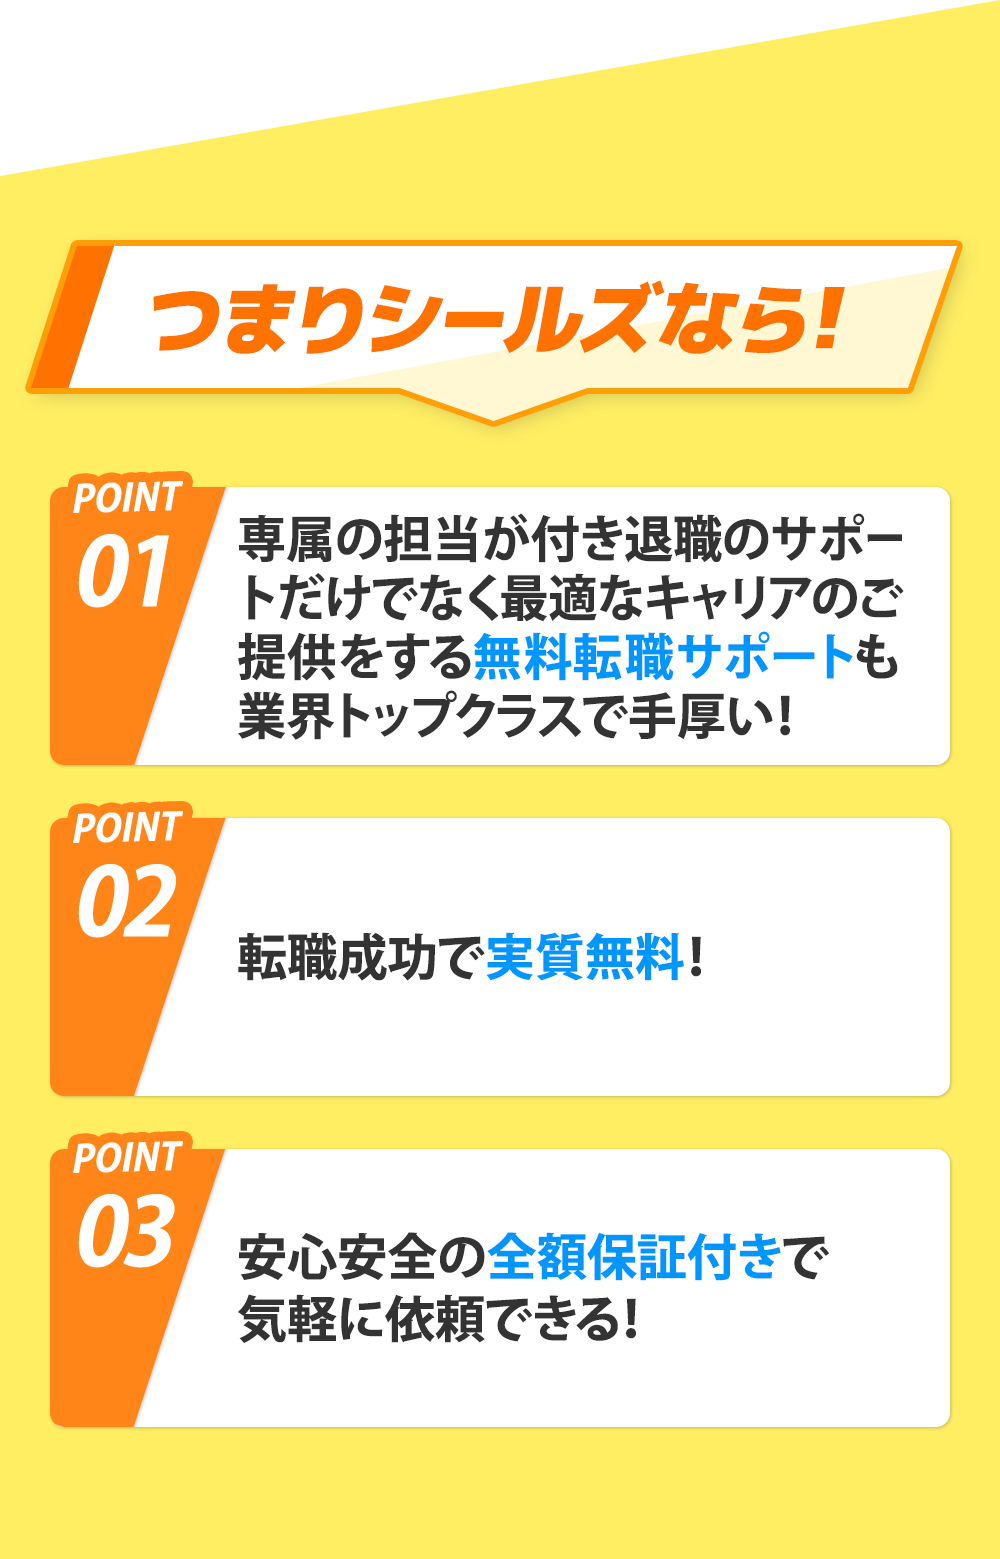 つまりシールズなら!
POINT
01
専属の担当が付き退職のサポー
トだけでなく最適なキャリアのご
提供をする無料転職サポートも
業界トップクラスで手厚い!
POINT
02
転職成功で実質無料!
POINT
03
安心安全の全額保証付きで
気軽に依頼できる!